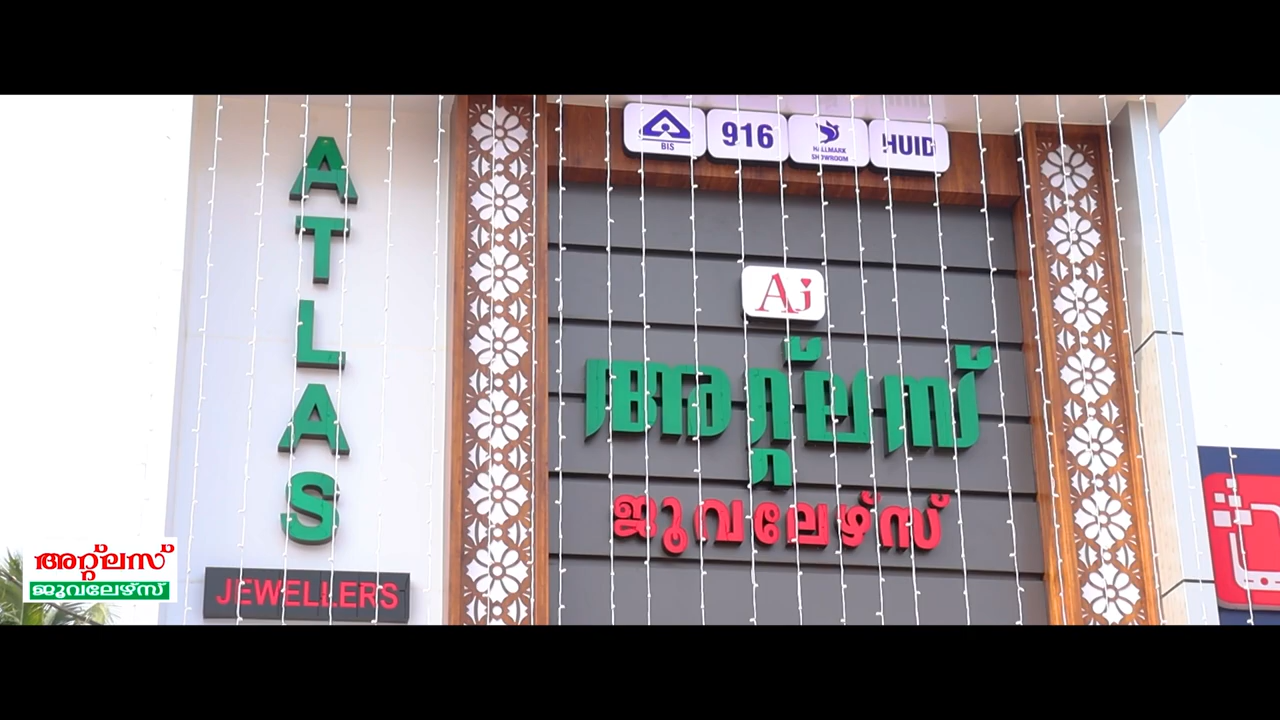 ATLAS
JEWELLERS
BIS
916
HALLMARK
SHOWROOM
HUID
Aj
അറ്റ്ലസ്
ജൂവലേഴ്സ്
അറ്റ്ലസ്
ജൂവലേഴ്സ്